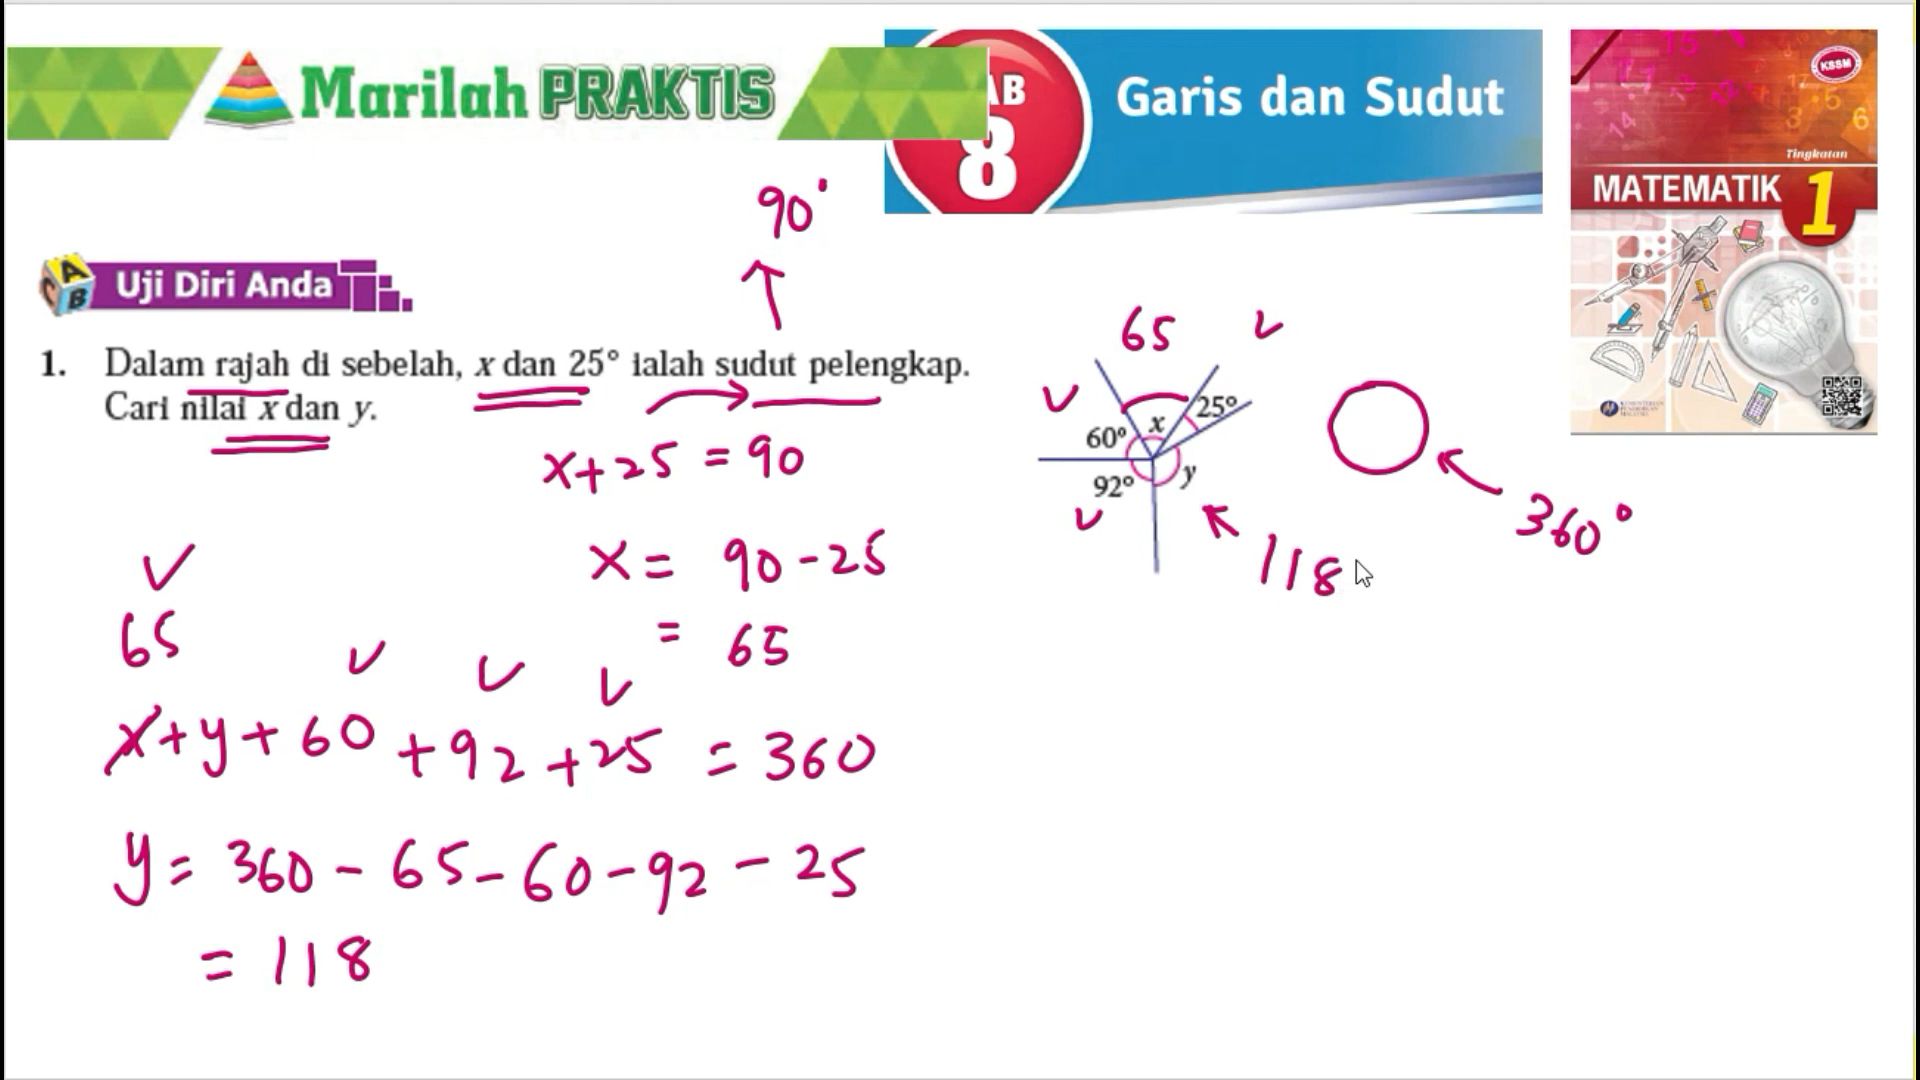 Marilah PRAKTIS
AB
8
Garis dan Sudut
KSSM
Tingkatan
MATEMATIK 1
90°
Uji Diri Anda
1. Dalam rajah di sebelah, x dan 25° ialah sudut pelengkap.
Cari nilai x dan y.
x+25 = 90
x = 90-25
= 65
65
x+y+60+92+25 = 360
y = 360-65-60-92-25
= 118
65
25°
x
60°
92°
y
118
360°